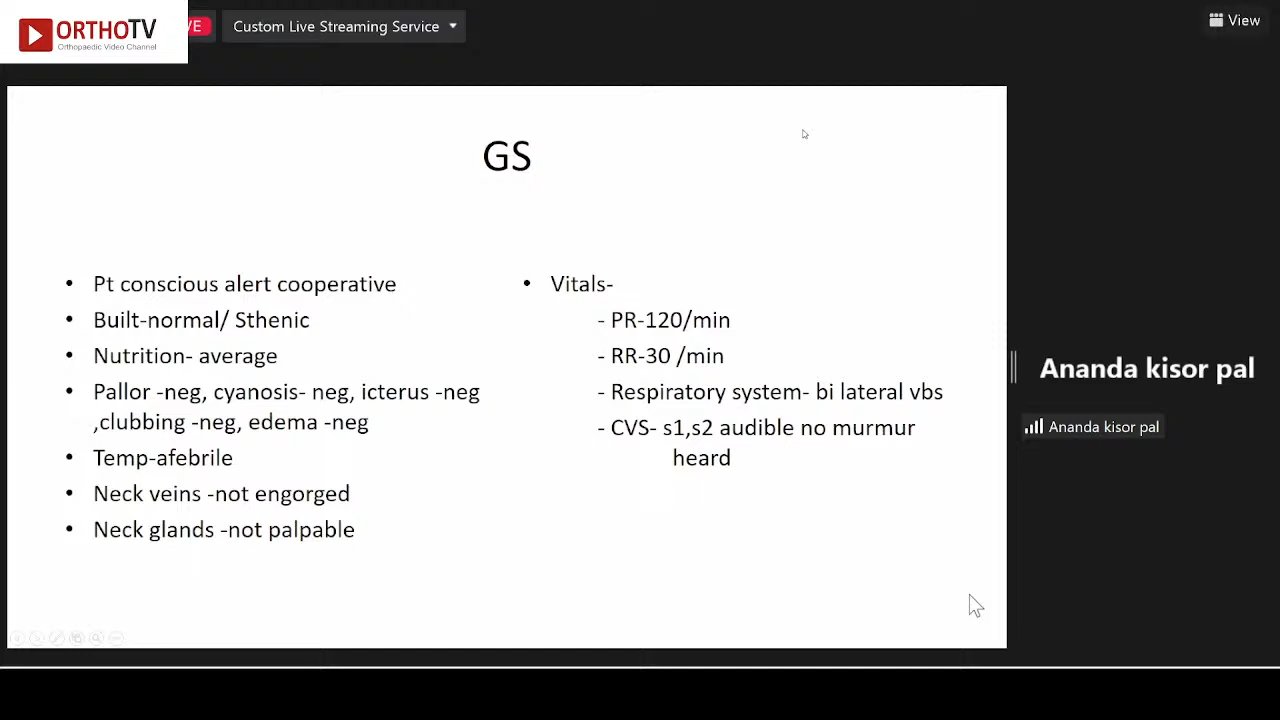 ORTHOTV
Orthopaedic Video Channel
VE
Custom Live Streaming Service
View
GS
• Pt conscious alert cooperative
• Built-normal/ Sthenic
• Nutrition- average
• Pallor -neg, cyanosis- neg, icterus -neg
,clubbing -neg, edema -neg
• Temp-afebrile
• Neck veins -not engorged
• Neck glands -not palpable
• Vitals-
- PR-120/min
- RR-30 /min
- Respiratory system- bi lateral vbs
- CVS- s1,s2 audible no murmur
heard
Ananda kisor pal
Ananda kisor pal